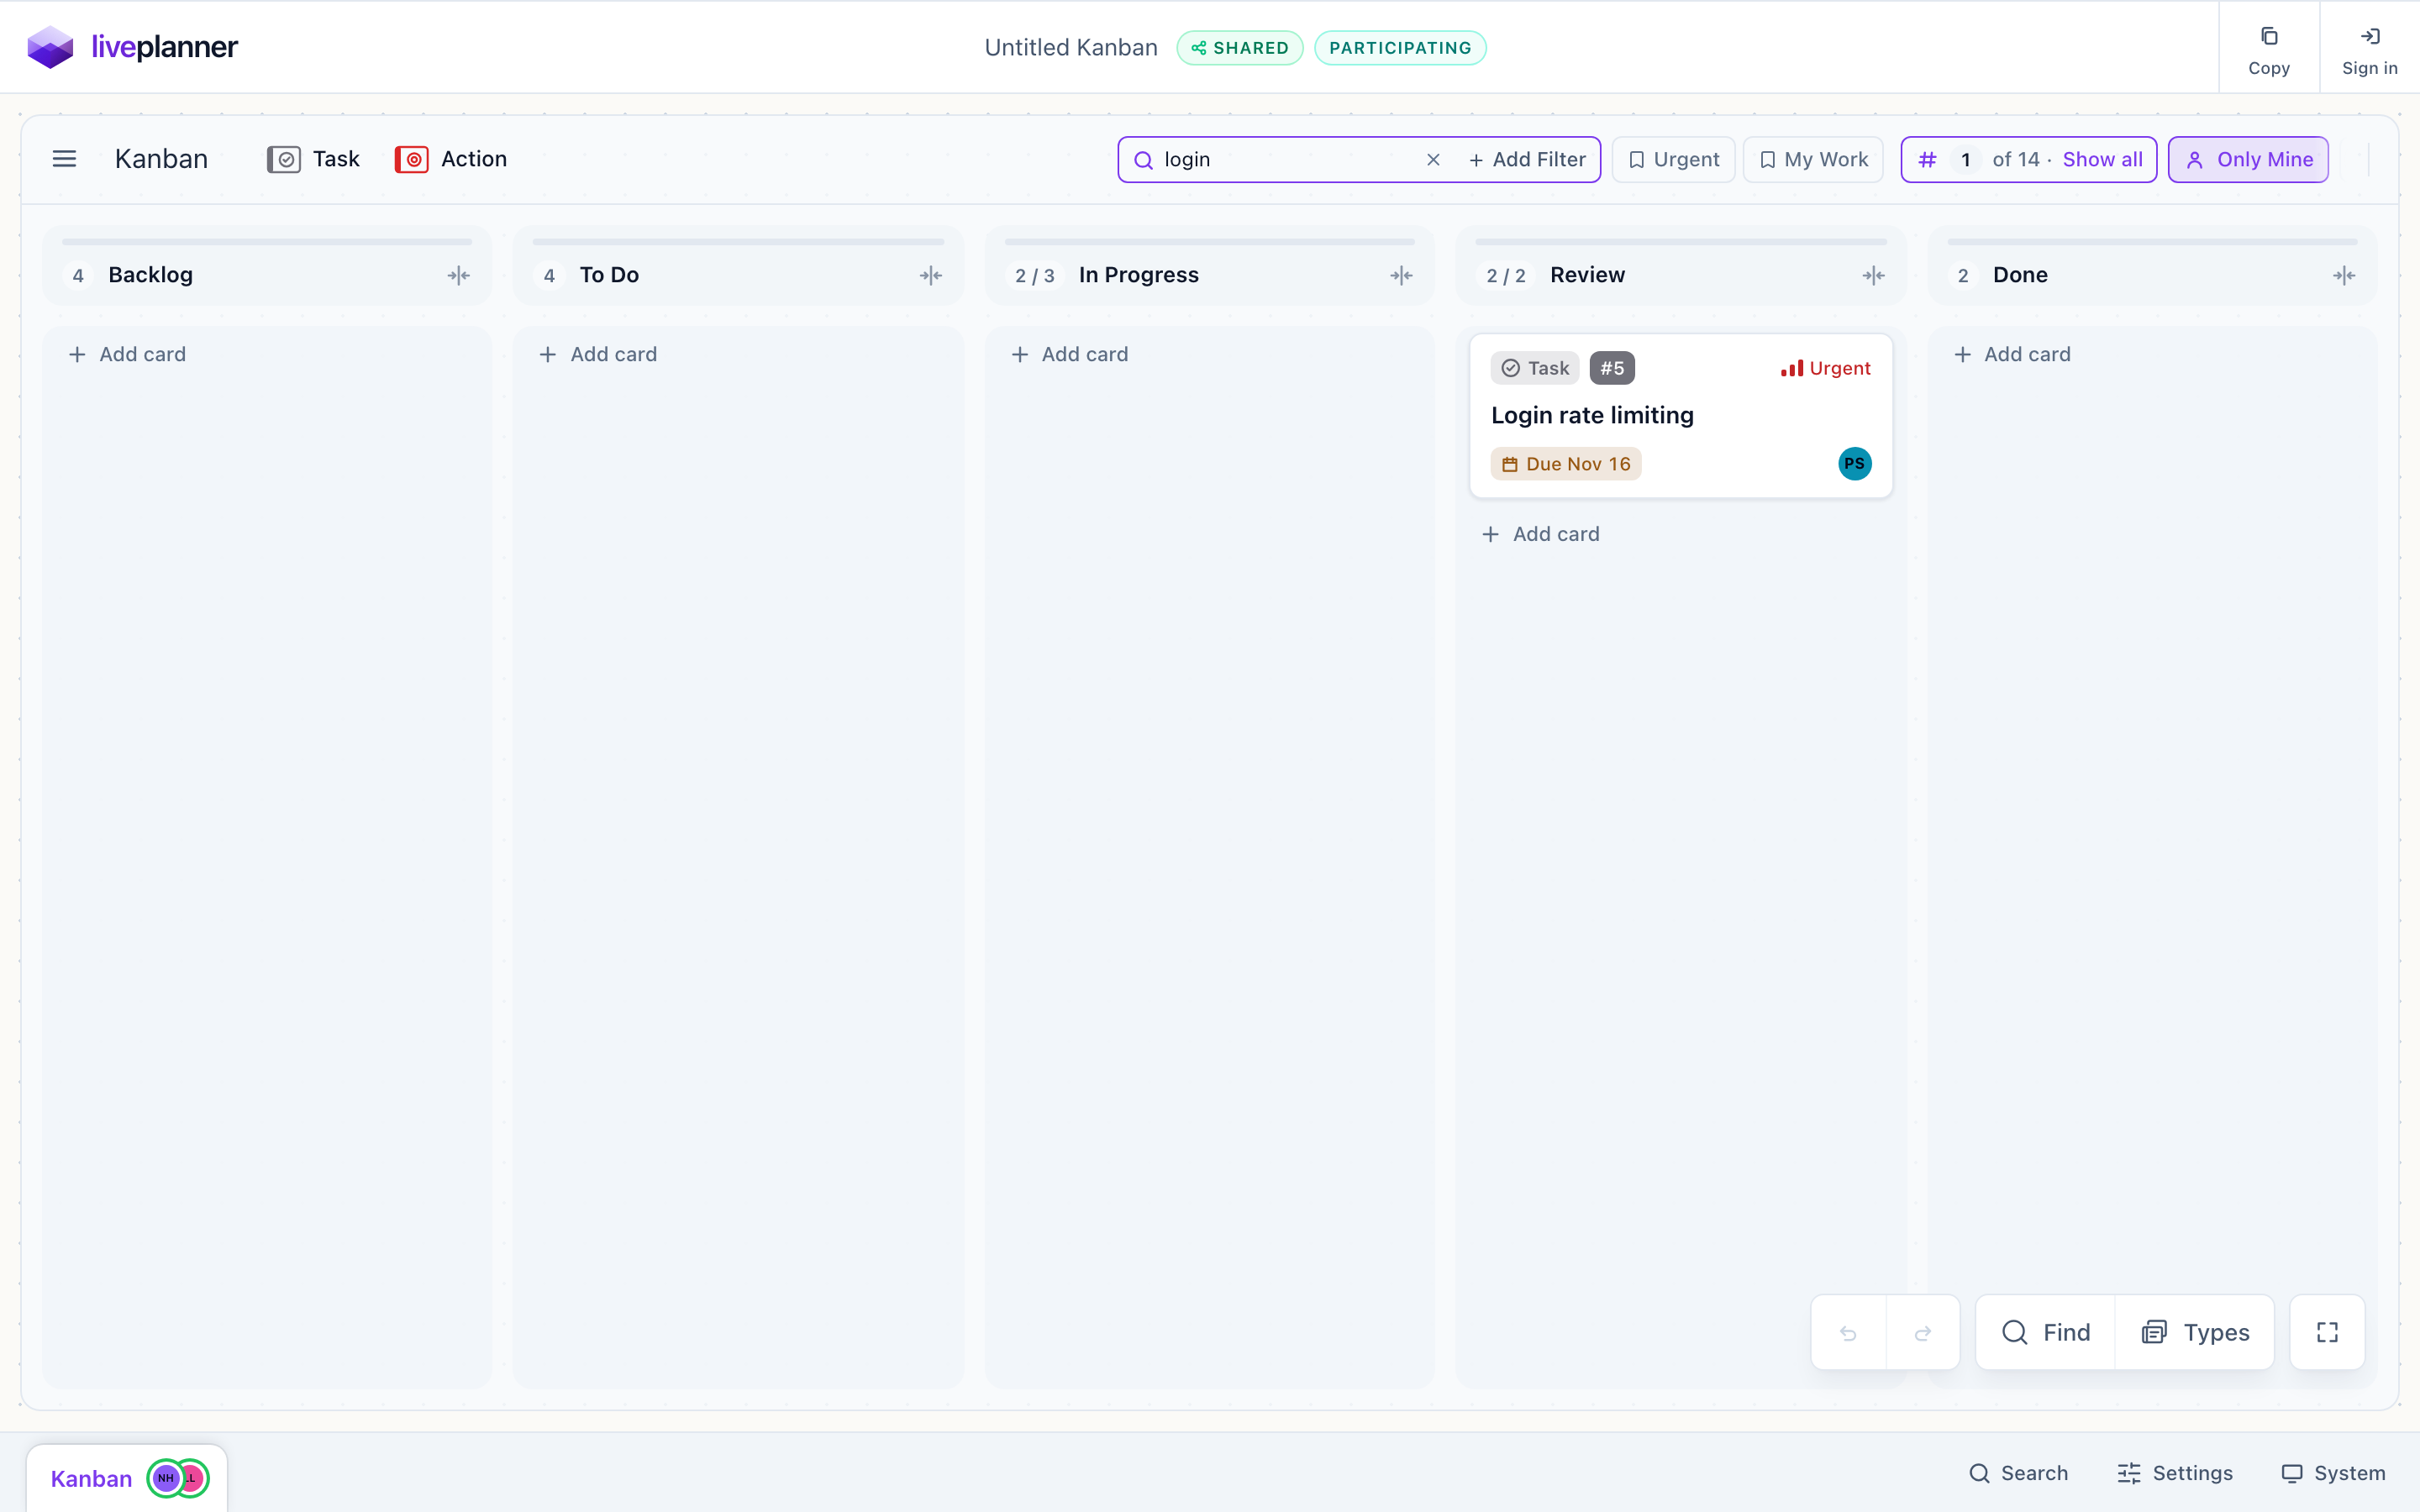 liveplanner
Untitled Kanban SHARED PARTICIPATING
Copy
Sign in
Kanban Task Action
login + Add Filter Urgent My Work # 1 of 14 · Show all Only Mine
4 Backlog
4 To Do
2 / 3 In Progress
2 / 2 Review
2 Done
+ Add card
+ Add card
+ Add card
Task #5 Urgent
Login rate limiting
Due Nov 16 PS
+ Add card
+ Add card
Find Types
Kanban NH LL
Search Settings System